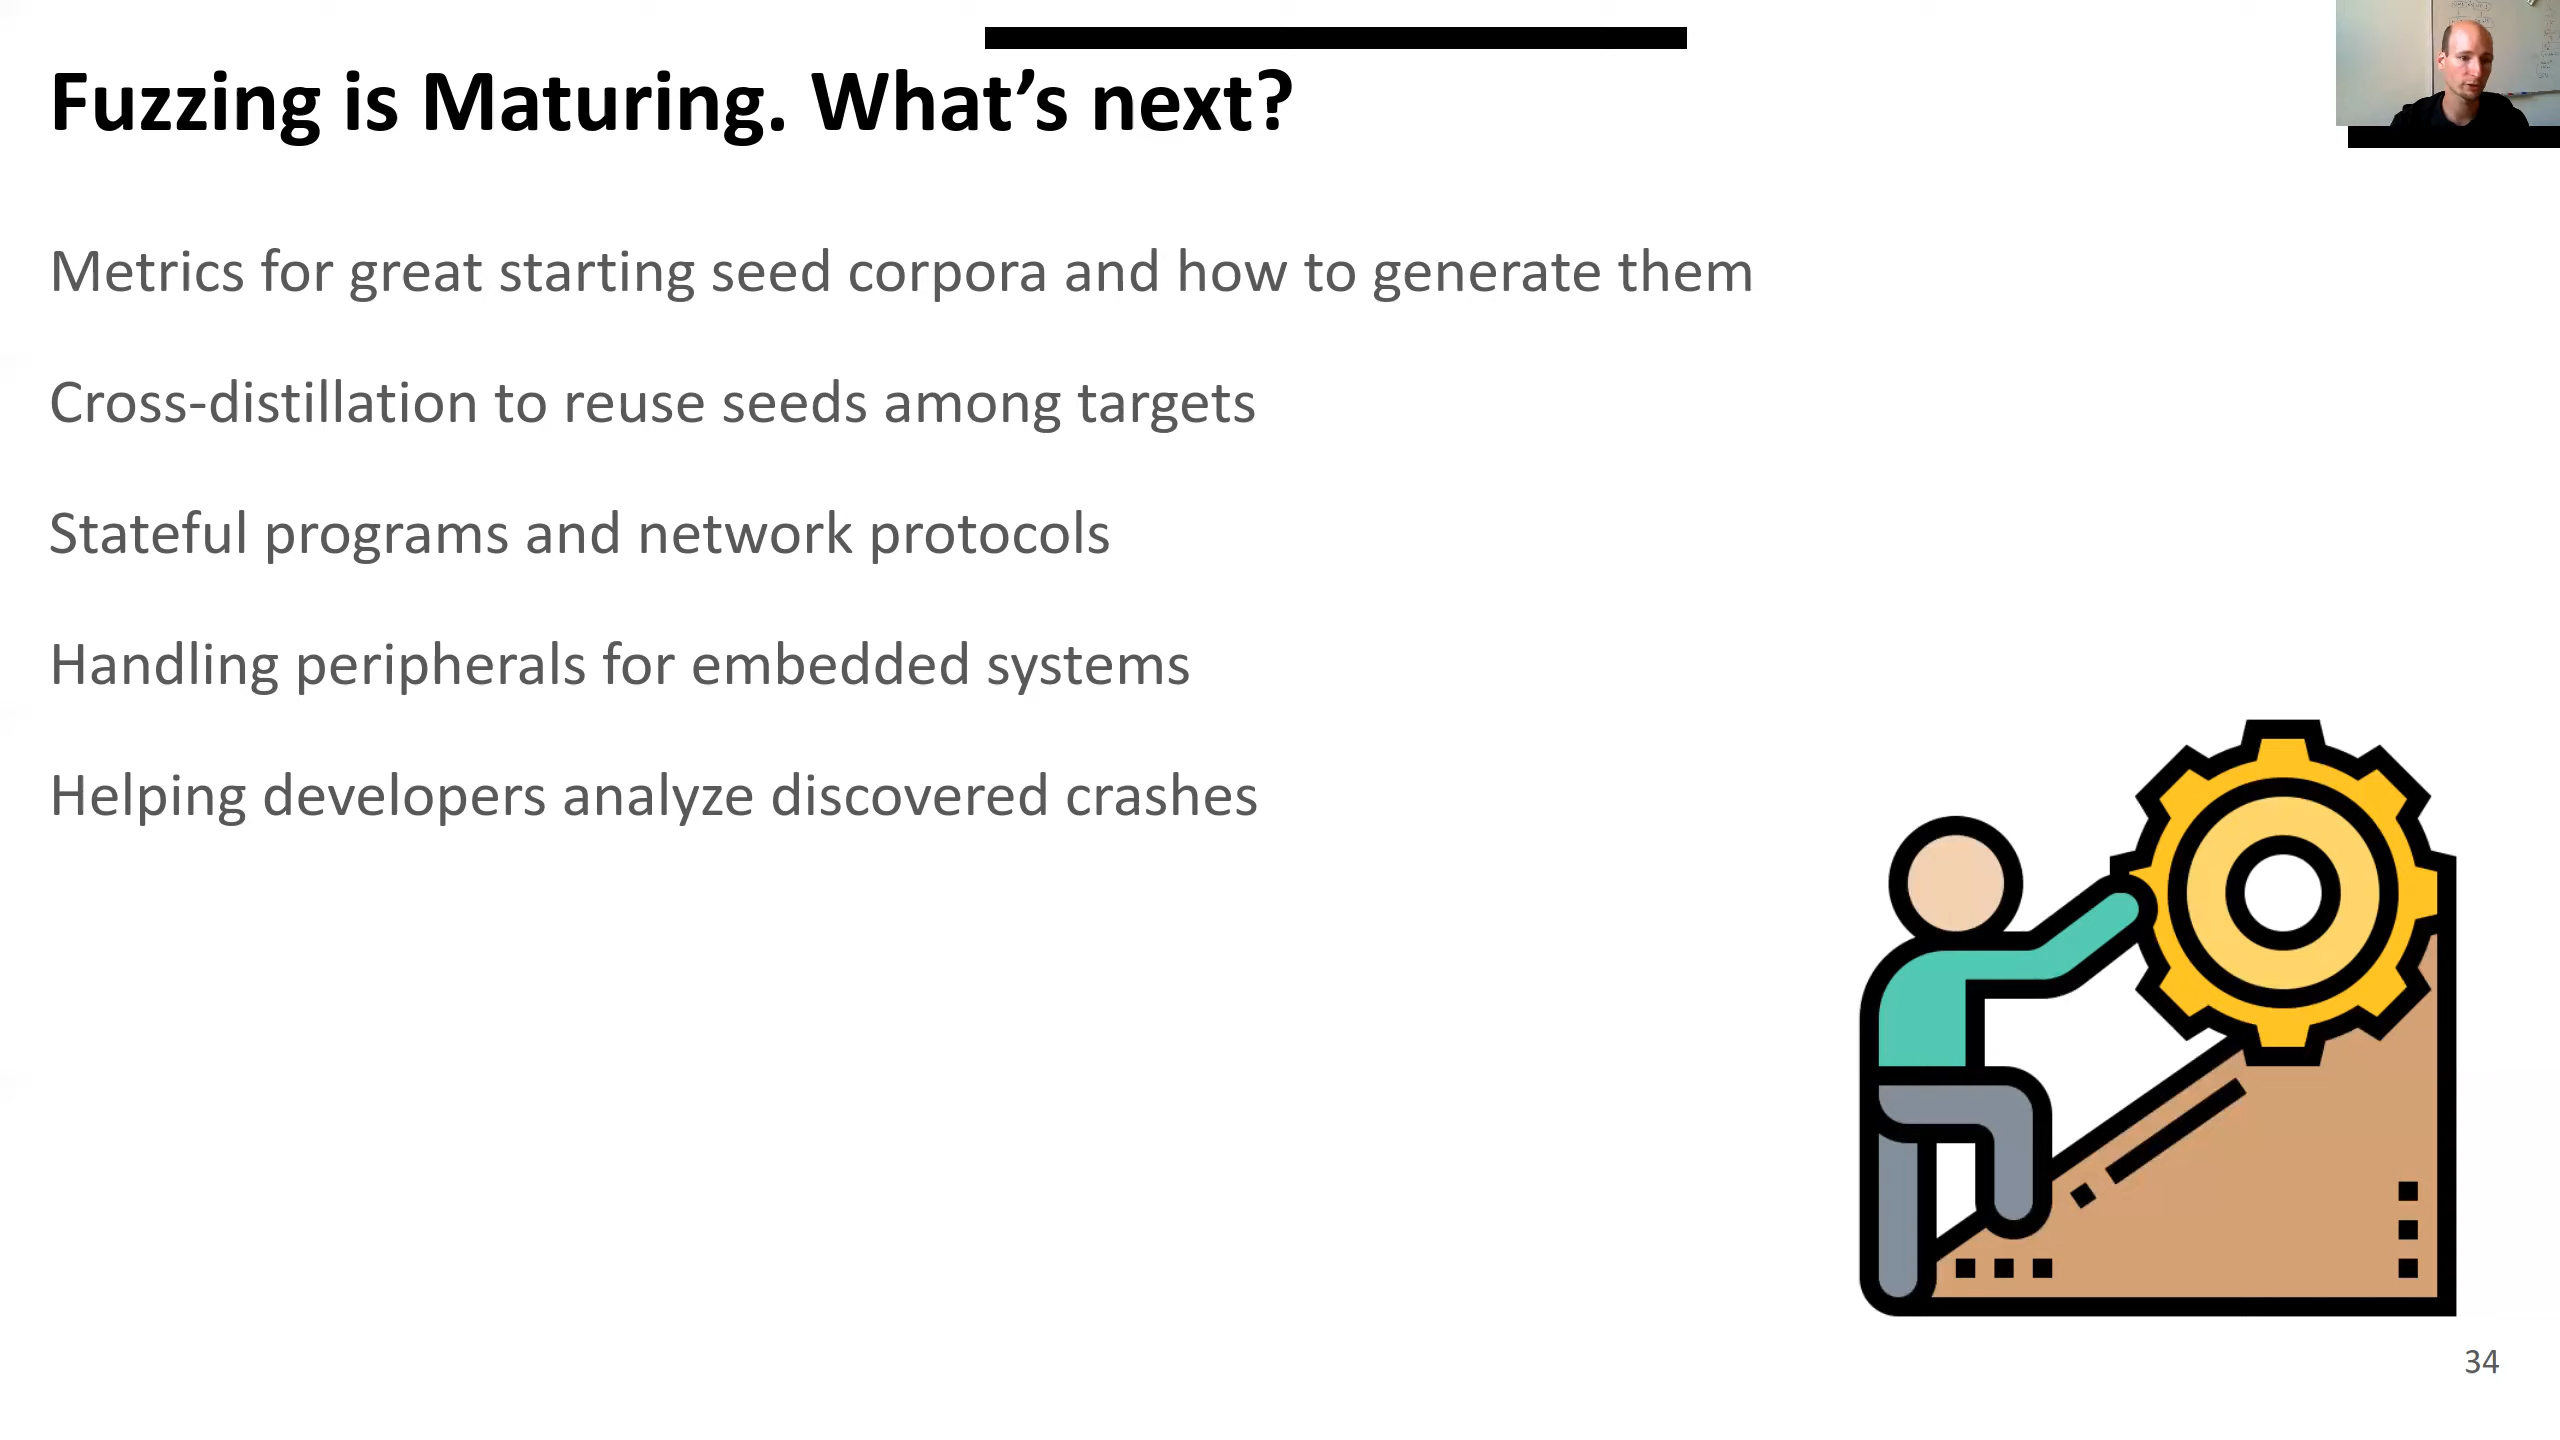 Fuzzing is Maturing. What’s next?
Metrics for great starting seed corpora and how to generate them
Cross-distillation to reuse seeds among targets
Stateful programs and network protocols
Handling peripherals for embedded systems
Helping developers analyze discovered crashes
34